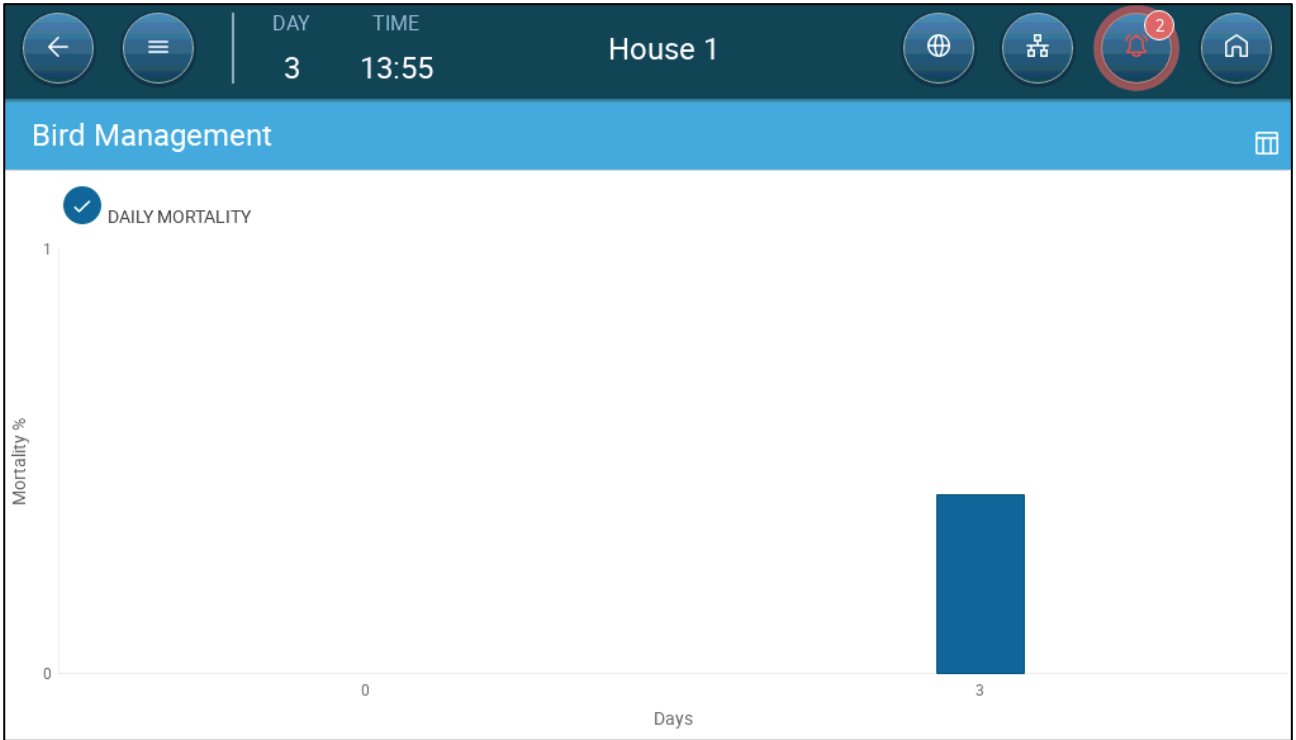 DAY TIME
3 13:55
House 1
2
Bird Management
DAILY MORTALITY
1
Mortality %
0
0 3
Days